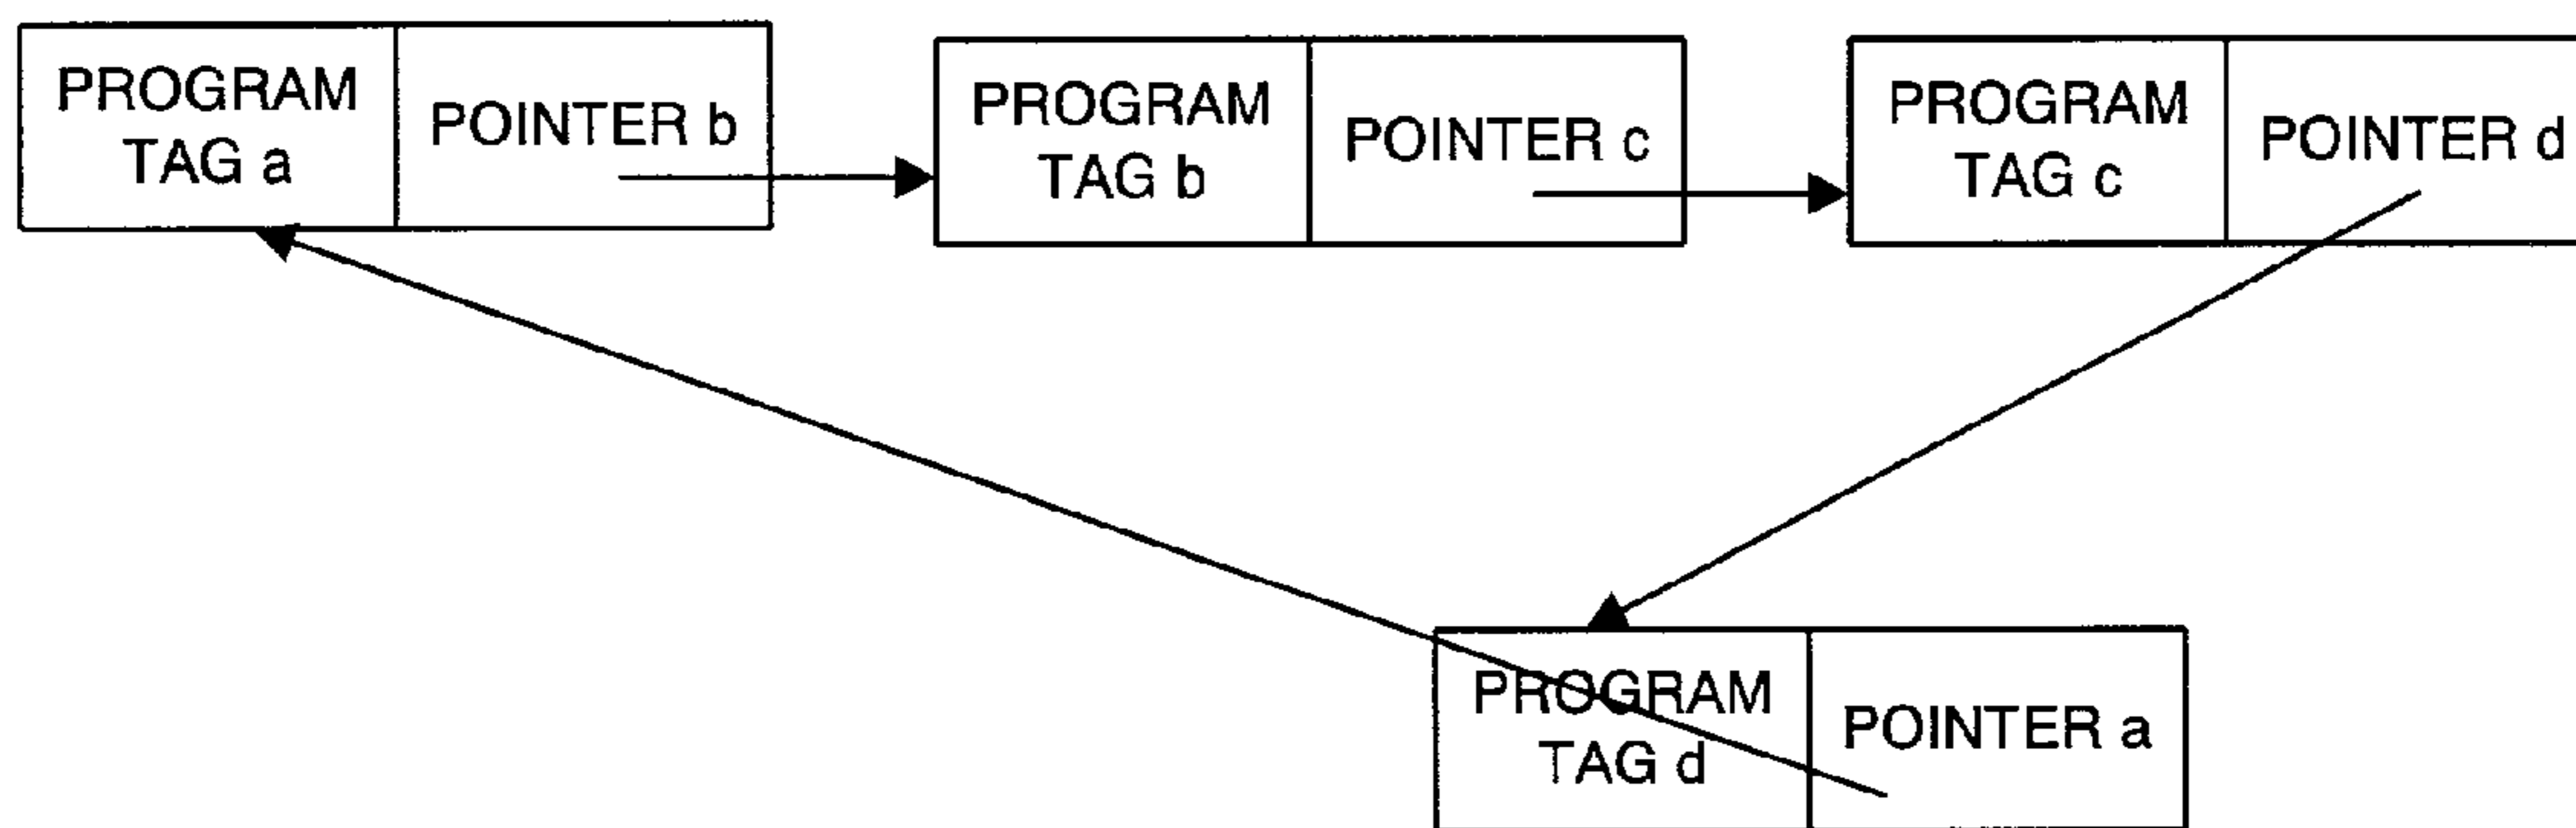 PROGRAM
TAG a
POINTER b
PROGRAM
TAG b
POINTER c
PROGRAM
TAG c
POINTER d
PROGRAM
TAG d
POINTER a